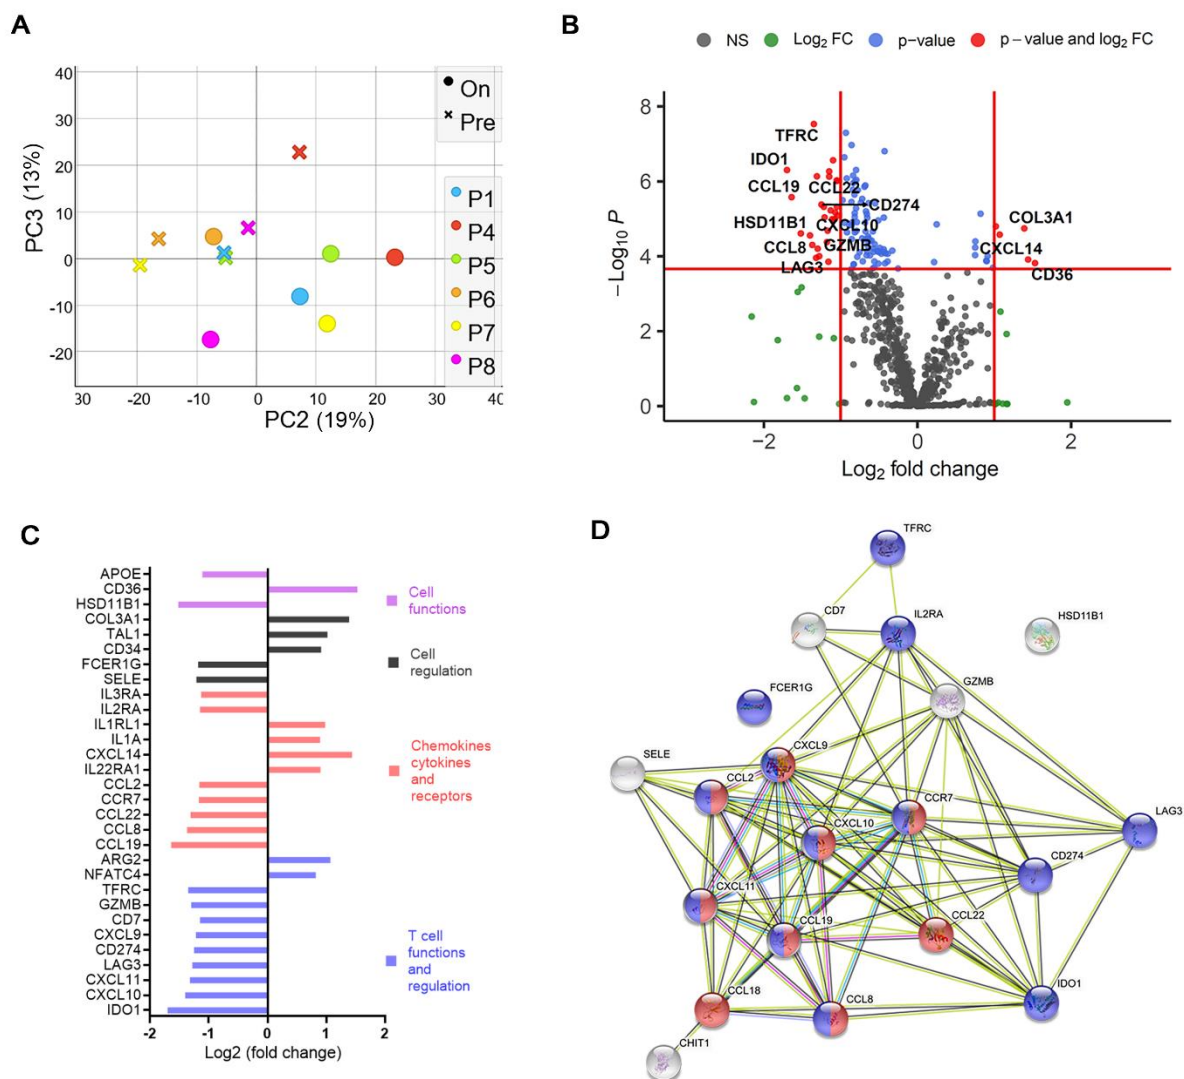 A
40
30
20
10
0
-10
-20
PC3 (13%)
30
-20
-10
0
10
20
30
40
PC2 (19%)
On
Pre
P1
P4
P5
P6
P7
P8
B
NS
Log2 FC
p−value
p−value and log2 FC
8
6
4
2
0
−Log10 P
TFRC
IDO1
CCL19
CCL22
CD274
HSD11B1
CXCL10
CCL8
GZMB
LAG3
COL3A1
CXCL14
CD36
−2
0
2
Log2 fold change
C
APOE
CD36
HSD11B1
COL3A1
TAL1
CD34
FCER1G
SELE
IL3RA
IL2RA
IL1RL1
IL1A
CXCL14
IL22RA1
CCL2
CCR7
CCL22
CCL8
CCL19
ARG2
NFATC4
TFRC
GZMB
CD7
CXCL9
CD274
LAG3
CXCL11
CXCL10
IDO1
-2
-1
0
1
2
Log2 (fold change)
Cell
functions
Cell
regulation
Chemokines
cytokines
and
receptors
T cell
functions
and
regulation
D
TFRC
CD7
IL2RA
HSD11B1
GZMB
FCER1G
SELE
CXCL9
CCL2
CCR7
LAG3
CXCL10
CD274
CXCL11
CCL19
CCL22
CCL18
CCL8
IDO1
CHIT1